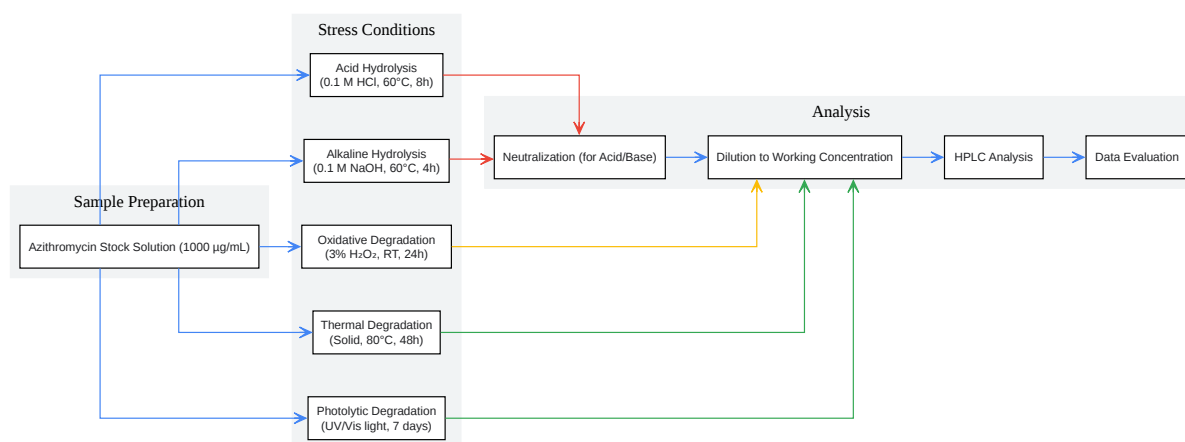 Stress Conditions
Acid Hydrolysis
(0.1 M HCl, 60°C, 8h)
Alkaline Hydrolysis
(0.1 M NaOH, 60°C, 4h)
Sample Preparation
Azithromycin Stock Solution (1000 µg/mL)
Oxidative Degradation
(3% H₂O₂, RT, 24h)
Thermal Degradation
(Solid, 80°C, 48h)
Photolytic Degradation
(UV/Vis light, 7 days)
Analysis
Neutralization (for Acid/Base)
Dilution to Working Concentration
HPLC Analysis
Data Evaluation